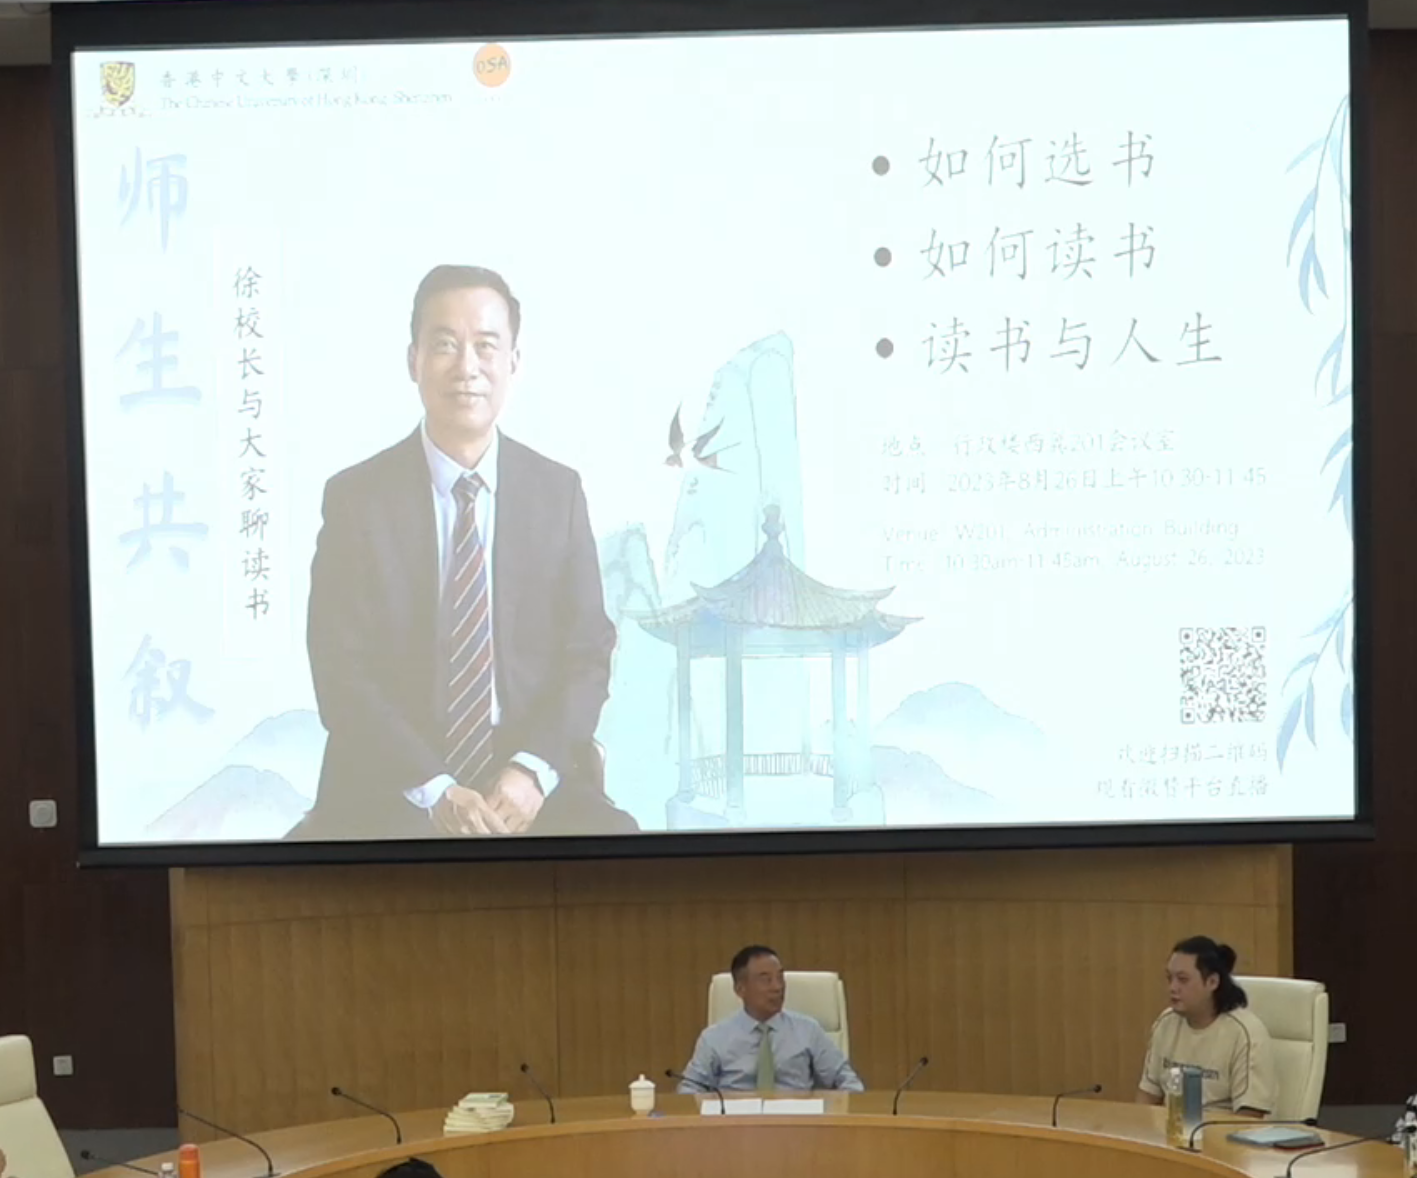 香港中文大學(深圳)
The Chinese University of Hong Kong, Shenzhen
OSA
师生共叙
徐校长与大家聊读书
• 如何选书
• 如何读书
• 读书与人生
地点 行政楼西翼201会议室
时间 2023年8月26日上午10:30-11:45
Venue: W201, Administration Building
Time: 10:30am-11:45am, August 26, 2023
欢迎扫描二维码
观看微赞平台直播